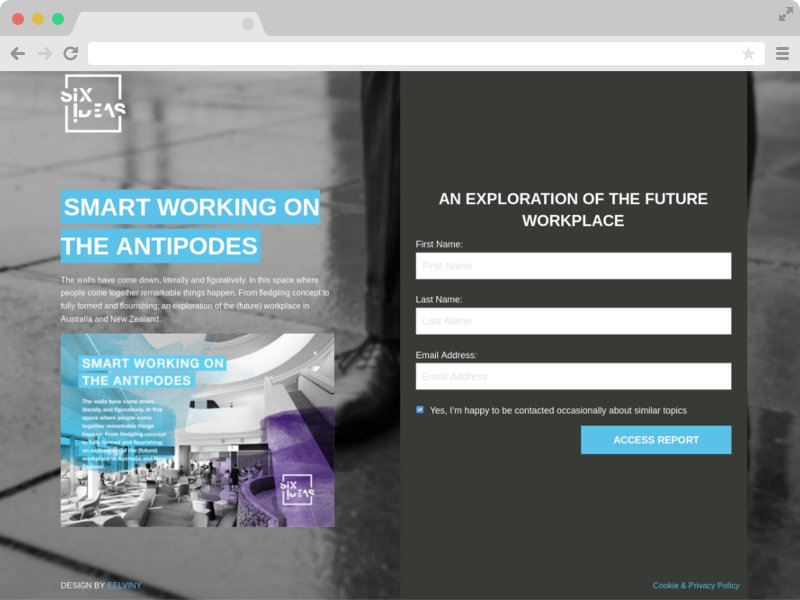 SiX
IDEAS
SMART WORKING ON
THE ANTIPODES
The walls have come down, literally and figuratively. In this space where
people come together remarkable things happen. From fledgling concept to
fully formed and flourishing; an exploration of the (future) workplace in
Australia and New Zealand.
SMART WORKING ON
THE ANTIPODES
The walls have come down,
literally and figuratively. In this
space where people come
together remarkable things
happen. From fledgling concept
to fully formed and flourishing;
an exploration of the (future)
workplace in Australia and New
Zealand.
SiX
IDEAS
DESIGN BY EELVINY
AN EXPLORATION OF THE FUTURE
WORKPLACE
First Name:
First Name
Last Name:
Last Name
Email Address:
Email Address
Yes, I'm happy to be contacted occasionally about similar topics
ACCESS REPORT
Cookie & Privacy Policy